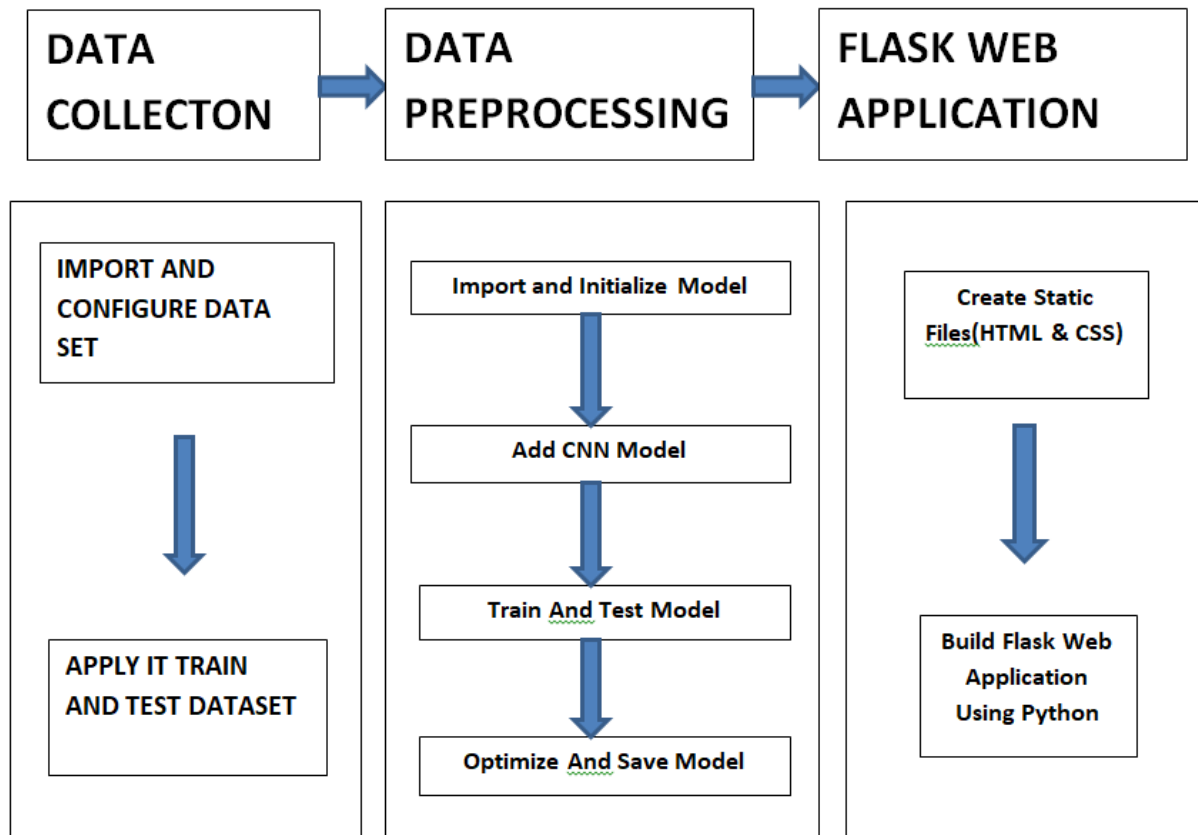 DATA
COLLECTON
DATA
PREPROCESSING
FLASK WEB
APPLICATION
IMPORT AND
CONFIGURE DATA
SET
APPLY IT TRAIN
AND TEST DATASET
Import and Initialize Model
Add CNN Model
Train And Test Model
Optimize And Save Model
Create Static
Files(HTML & CSS)
Build Flask Web
Application
Using Python